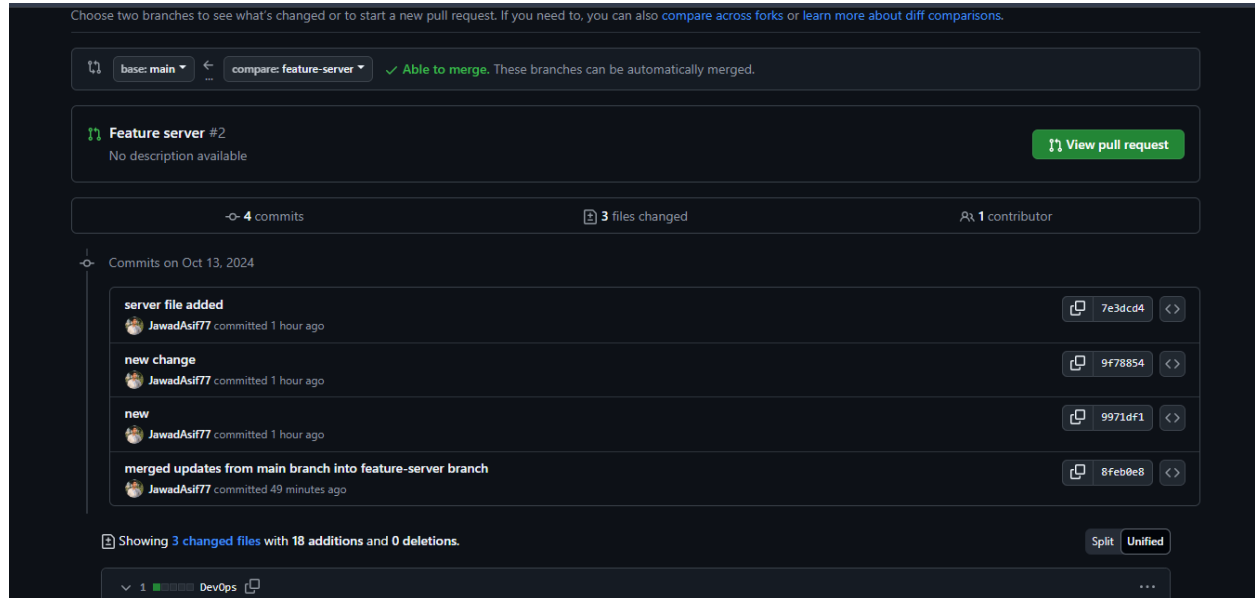 Choose two branches to see what's changed or to start a new pull request. If you need to, you can also compare across forks or learn more about diff comparisons.
base: main ← compare: feature-server ✓ Able to merge. These branches can be automatically merged.
...
Feature server #2
No description available
View pull request
4 commits 3 files changed 1 contributor
Commits on Oct 13, 2024
server file added
JawadAsif77 committed 1 hour ago
7e3dcd4
new change
JawadAsif77 committed 1 hour ago
9f78854
new
JawadAsif77 committed 1 hour ago
9971df1
merged updates from main branch into feature-server branch
JawadAsif77 committed 49 minutes ago
8feb0e8
Showing 3 changed files with 18 additions and 0 deletions.
Split Unified
1 DevOps ...